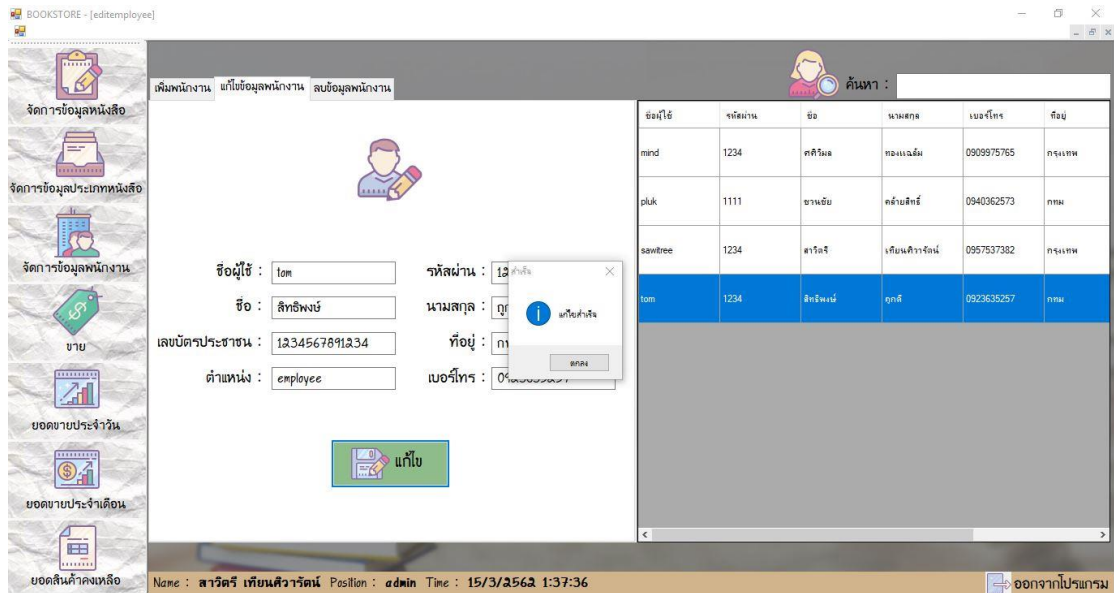 BOOKSTORE - [editemployee]
จัดการข้อมูลหนังสือ
จัดการข้อมูลประเภทหนังสือ
จัดการข้อมูลพนักงาน
ขาย
ยอดขายประจำวัน
ยอดขายประจำเดือน
ยอดสินค้าคงเหลือ
เพิ่มพนักงาน แก้ไขข้อมูลพนักงาน ลบข้อมูลพนักงาน
ค้นหา :
ชื่อผู้ใช้ : tom
รหัสผ่าน : 12
ชื่อ : สิทธิพงษ์
นามสกุล :
เลขบัตรประชาชน : 1234567891234
ที่อยู่ :
ตำแหน่ง : employee
เบอร์โทร :
แก้ไข
สำเร็จ
แก้ไขสำเร็จ
ตกลง
ชื่อผู้ใช้ รหัสผ่าน ชื่อ นามสกุล เบอร์โทร ที่อยู่
mind 1234 ศศิวิมล ทองแฉล้ม 0909975765 กรุงเทพ
pluk 1111 ชานชัย คล้ายสิทธิ์ 0940362573 กทม
sawitree 1234 สาวิตรี เทียนศิวารัตน์ 0957537382 กรุงเทพ
tom 1234 สิทธิพงษ์ ถูกดี 0923635257 กทม
Name : สาวิตรี เทียนศิวารัตน์ Position : admin Time : 15/3/2562 1:37:36
ออกจากโปรแกรม